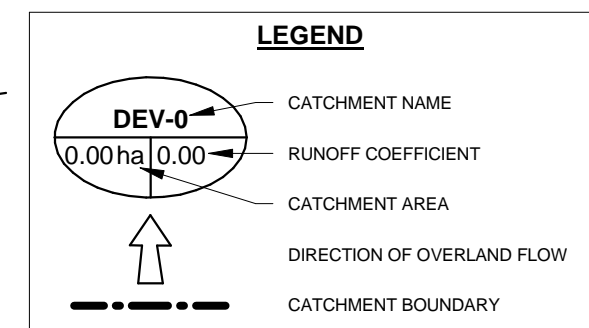 LEGEND
DEV-0
CATCHMENT NAME
0.00ha 0.00
RUNOFF COEFFICIENT
CATCHMENT AREA
DIRECTION OF OVERLAND FLOW
CATCHMENT BOUNDARY